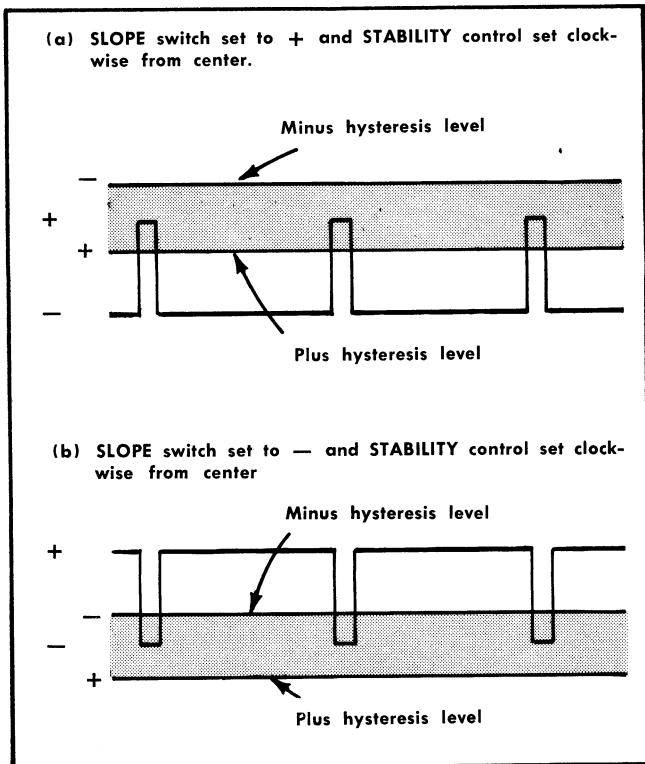 (a) SLOPE switch set to + and STABILITY control set clock-
wise from center.
Minus hysteresis level
−
+
+
−
Plus hysteresis level
(b) SLOPE switch set to — and STABILITY control set clock-
wise from center
Minus hysteresis level
+
−
−
+
Plus hysteresis level